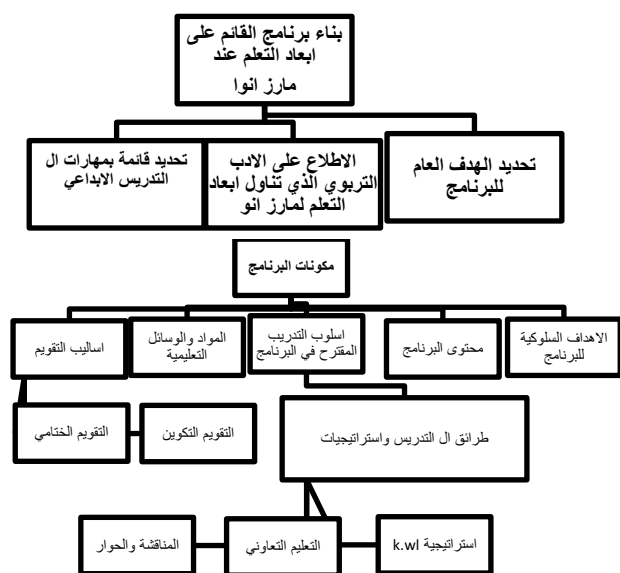 بناء برنامج القائم على
ابعاد التعلم عند
مارز انوا
تحديد الهدف العام
للبرنامج
الاطلاع على الادب
التربوي الذي تناول ابعاد
التعلم لمارز انو
تحديد قائمة بمهارات ال
التدريس الابداعي
مكونات البرنامج
الاهداف السلوكية
للبرنامج
محتوى البرنامج
اسلوب التدريب
المقترح في البرنامج
المواد والوسائل
التعليمية
اساليب التقويم
طرائق ال التدريس واستراتيجيات
التقويم التكوين
التقويم الختامي
استراتيجية k.wl
التعليم التعاوني
المناقشة والحوار